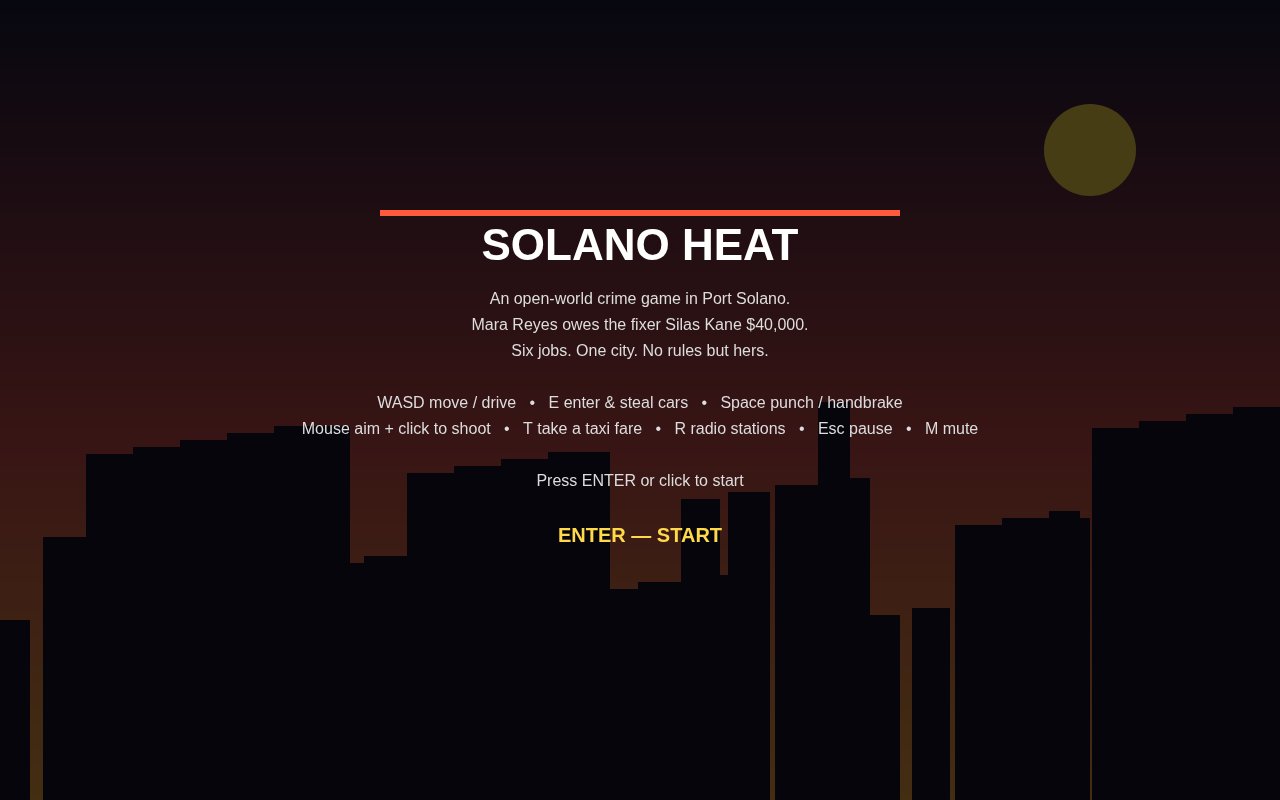 SOLANO HEAT
An open-world crime game in Port Solano.
Mara Reyes owes the fixer Silas Kane $40,000.
Six jobs. One city. No rules but hers.
WASD move / drive • E enter & steal cars • Space punch / handbrake
Mouse aim + click to shoot • T take a taxi fare • R radio stations • Esc pause • M mute
Press ENTER or click to start
ENTER — START